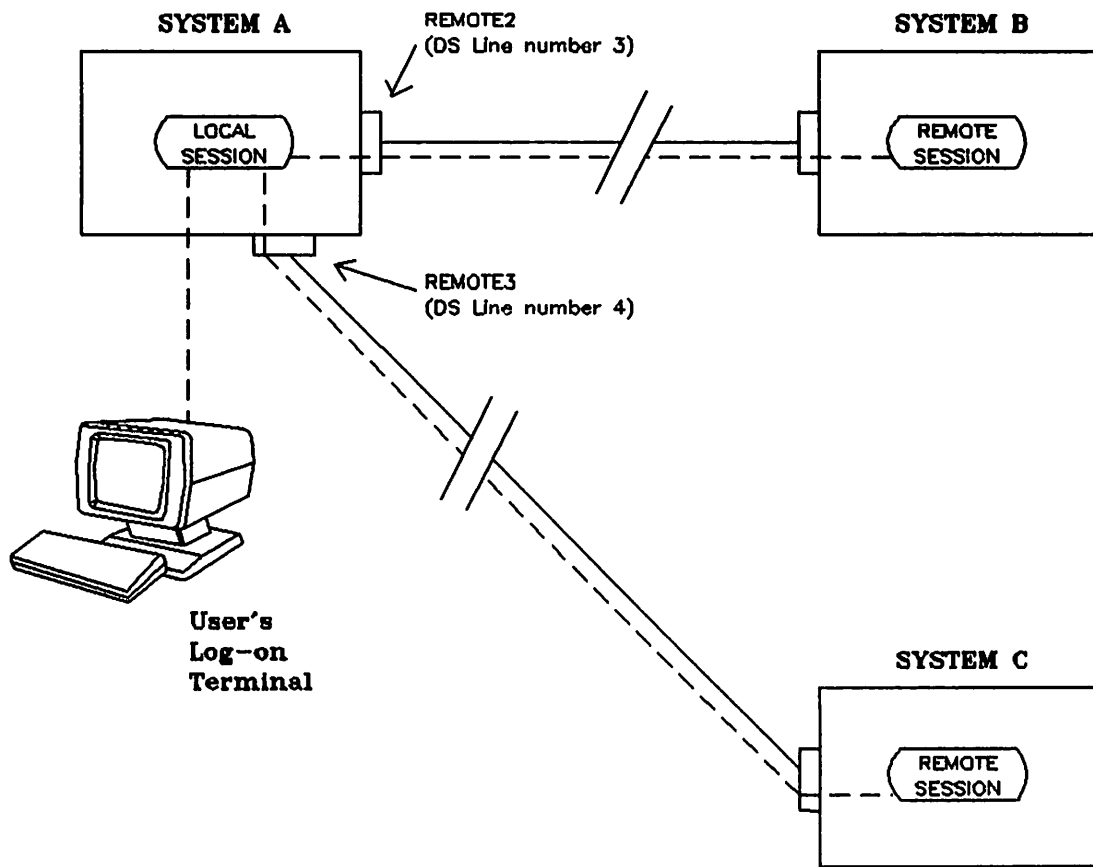 SYSTEM A
REMOTE2
(DS Line number 3)
SYSTEM B
LOCAL
SESSION
REMOTE
SESSION
REMOTE3
(DS Line number 4)
User's
Log-on
Terminal
SYSTEM C
REMOTE
SESSION